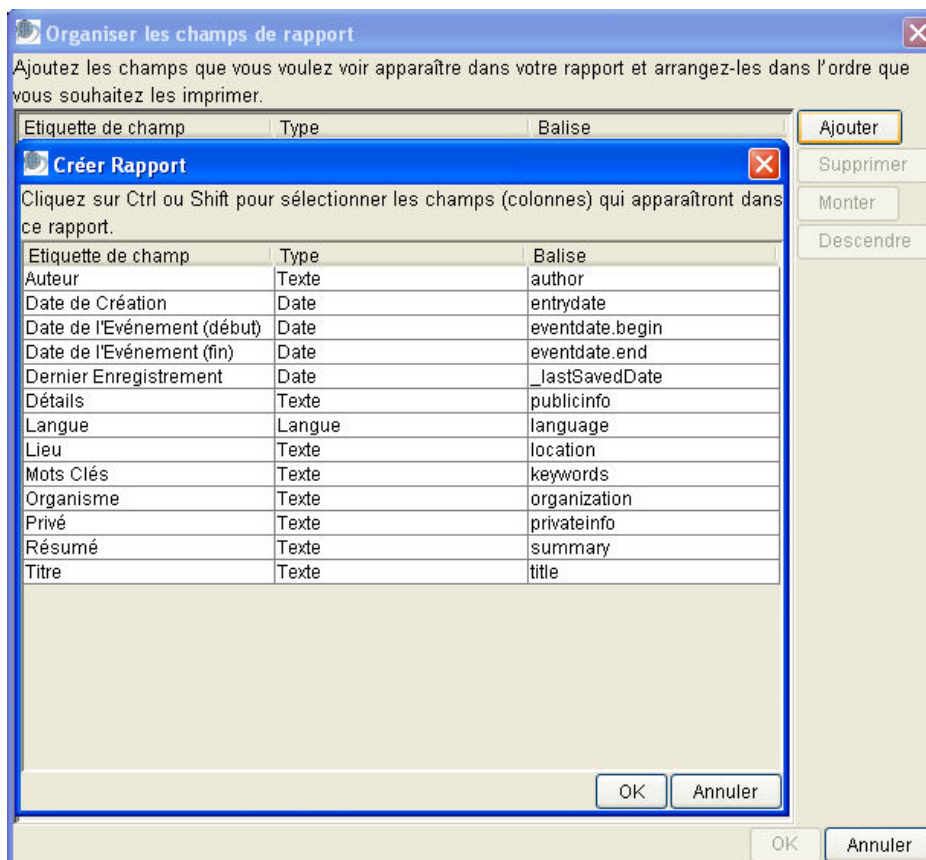 Organiser les champs de rapport
Ajoutez les champs que vous voulez voir apparaître dans votre rapport et arrangez-les dans l'ordre que
vous souhaitez les imprimer.
Etiquette de champ Type Balise Ajouter
Créer Rapport Supprimer
Cliquez sur Ctrl ou Shift pour sélectionner les champs (colonnes) qui apparaîtront dans Monter
ce rapport. Descendre
Etiquette de champ Type Balise
Auteur Texte author
Date de Création Date entrydate
Date de l'Evénement (début) Date eventdate.begin
Date de l'Evénement (fin) Date eventdate.end
Dernier Enregistrement Date _lastSavedDate
Détails Texte publicinfo
Langue Langue language
Lieu Texte location
Mots Clés Texte keywords
Organisme Texte organization
Privé Texte privateinfo
Résumé Texte summary
Titre Texte title
OK Annuler
OK Annuler